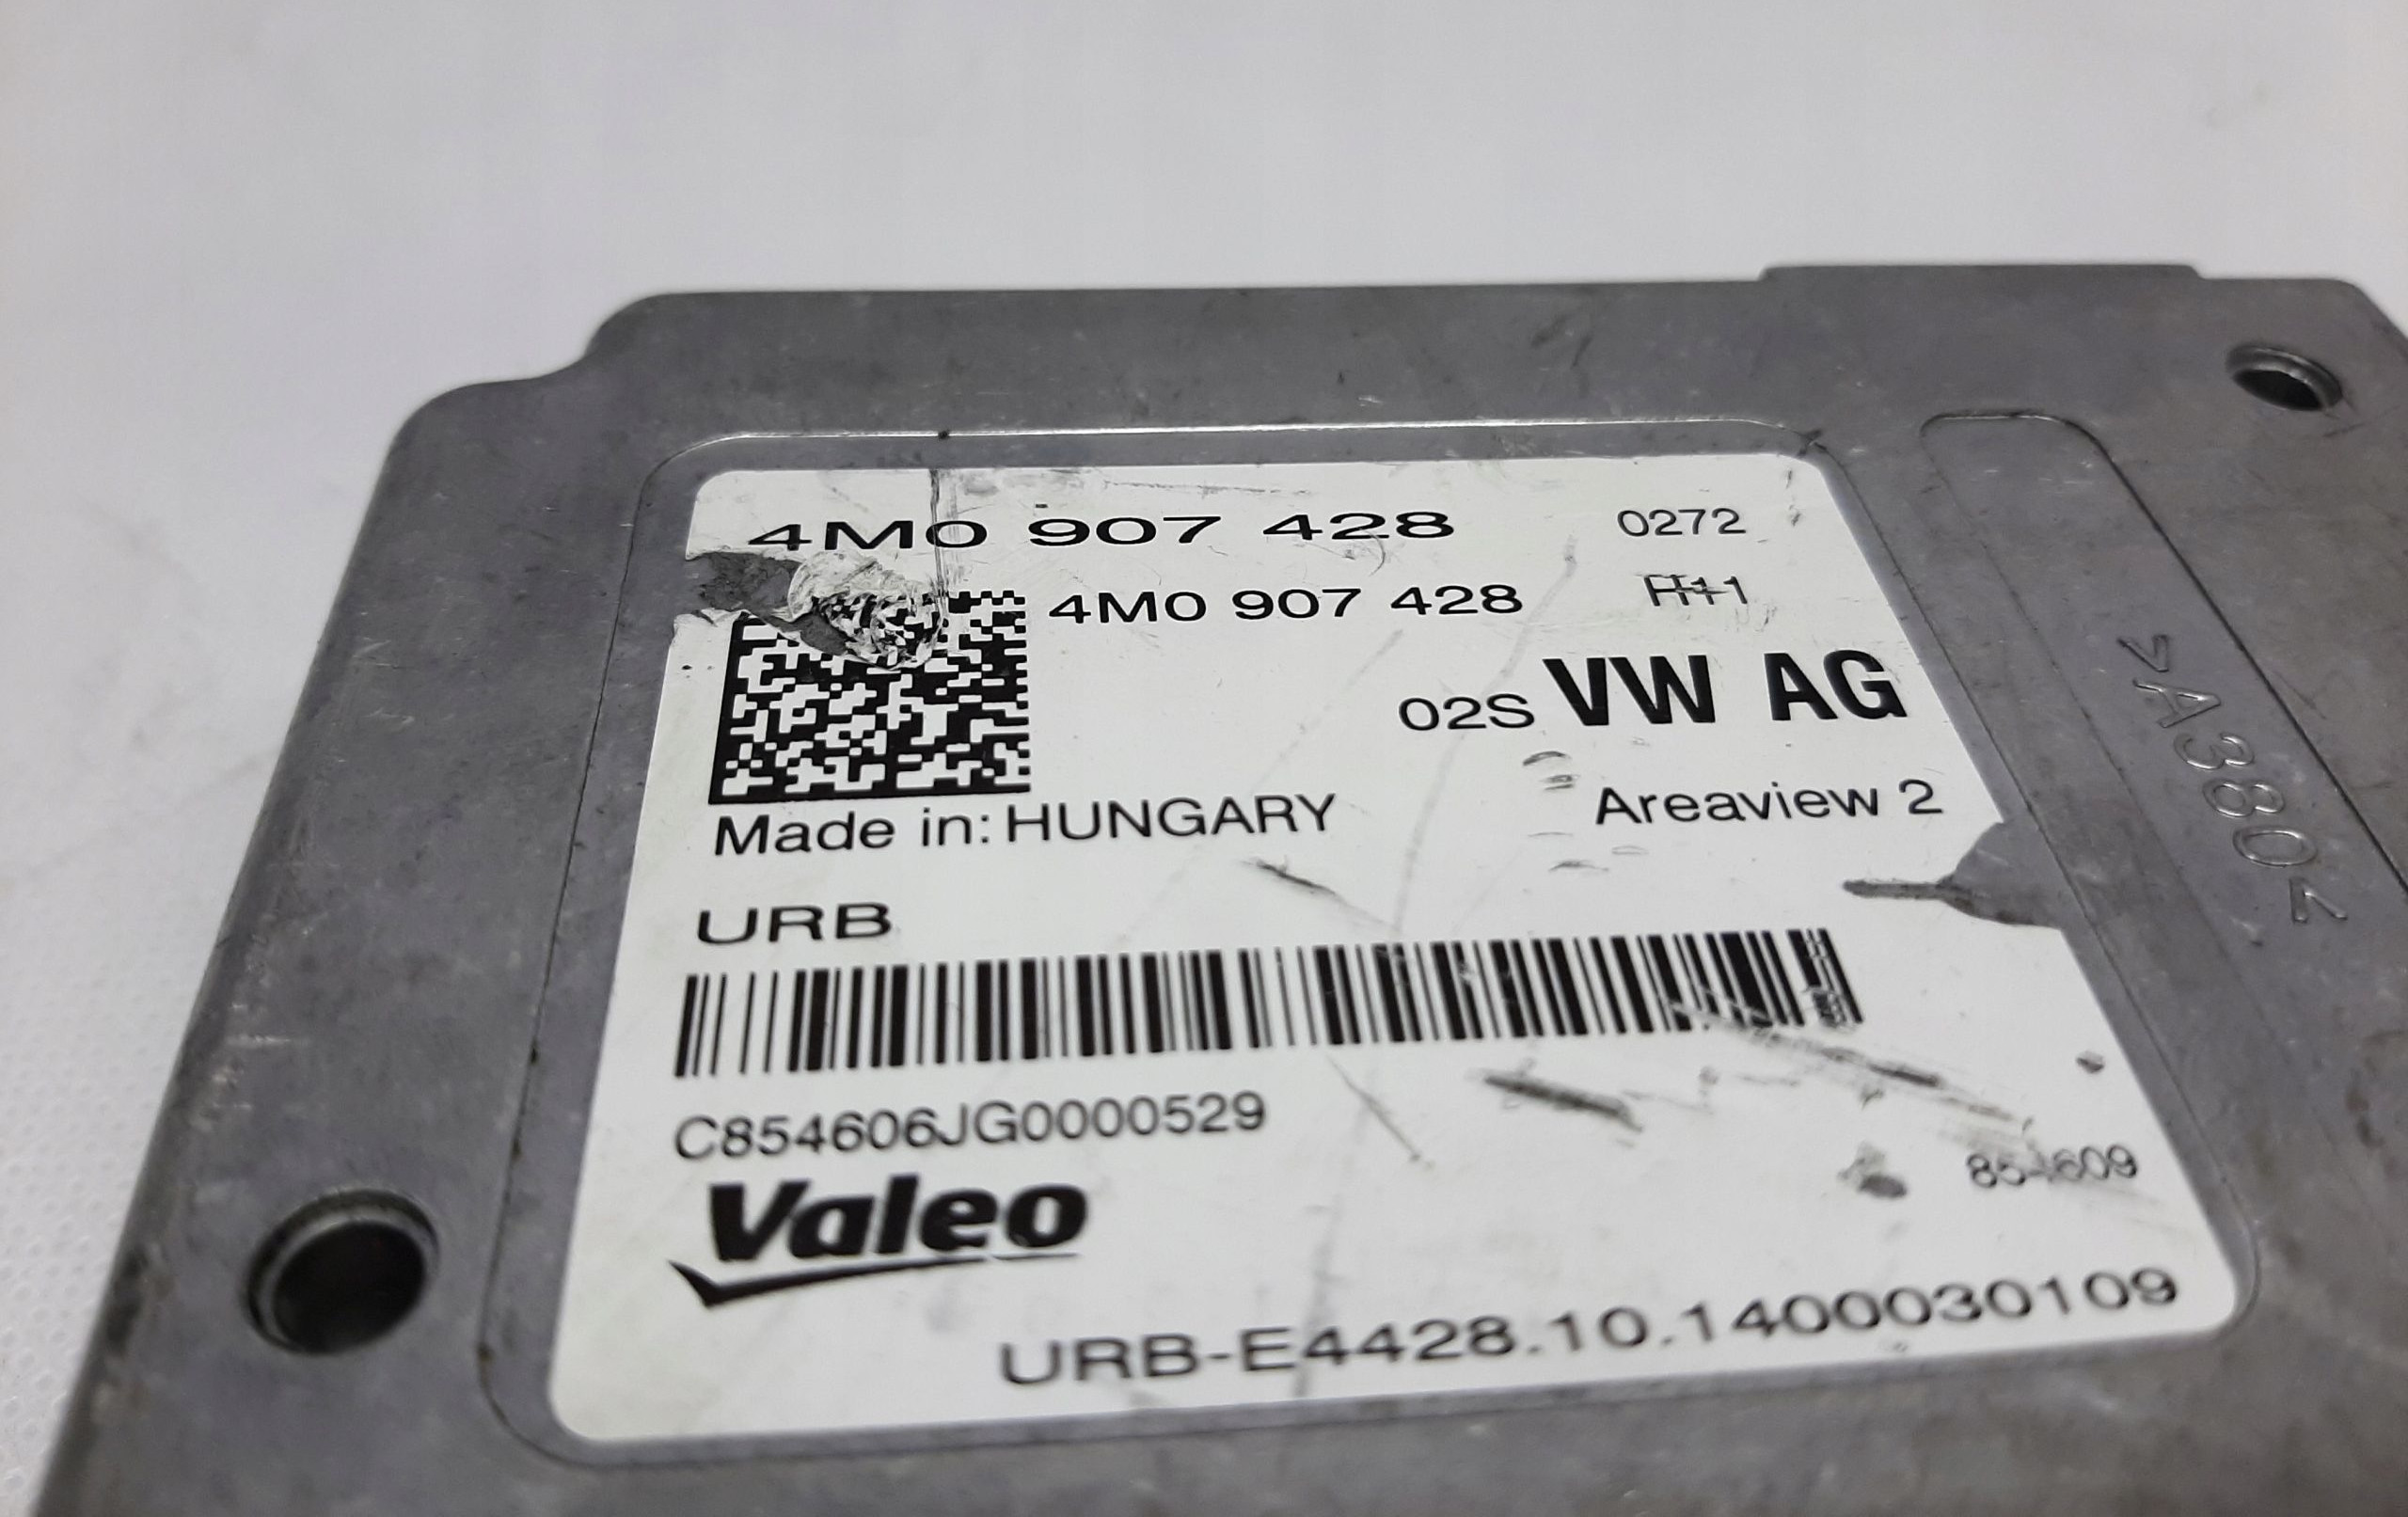 4M0 907 428 0272
4M0 907 428
02S VW AG
Made in: HUNGARY Areaview 2
URB
C854606JG0000529
Valeo
URB-E4428.10.1400030109
>A380<